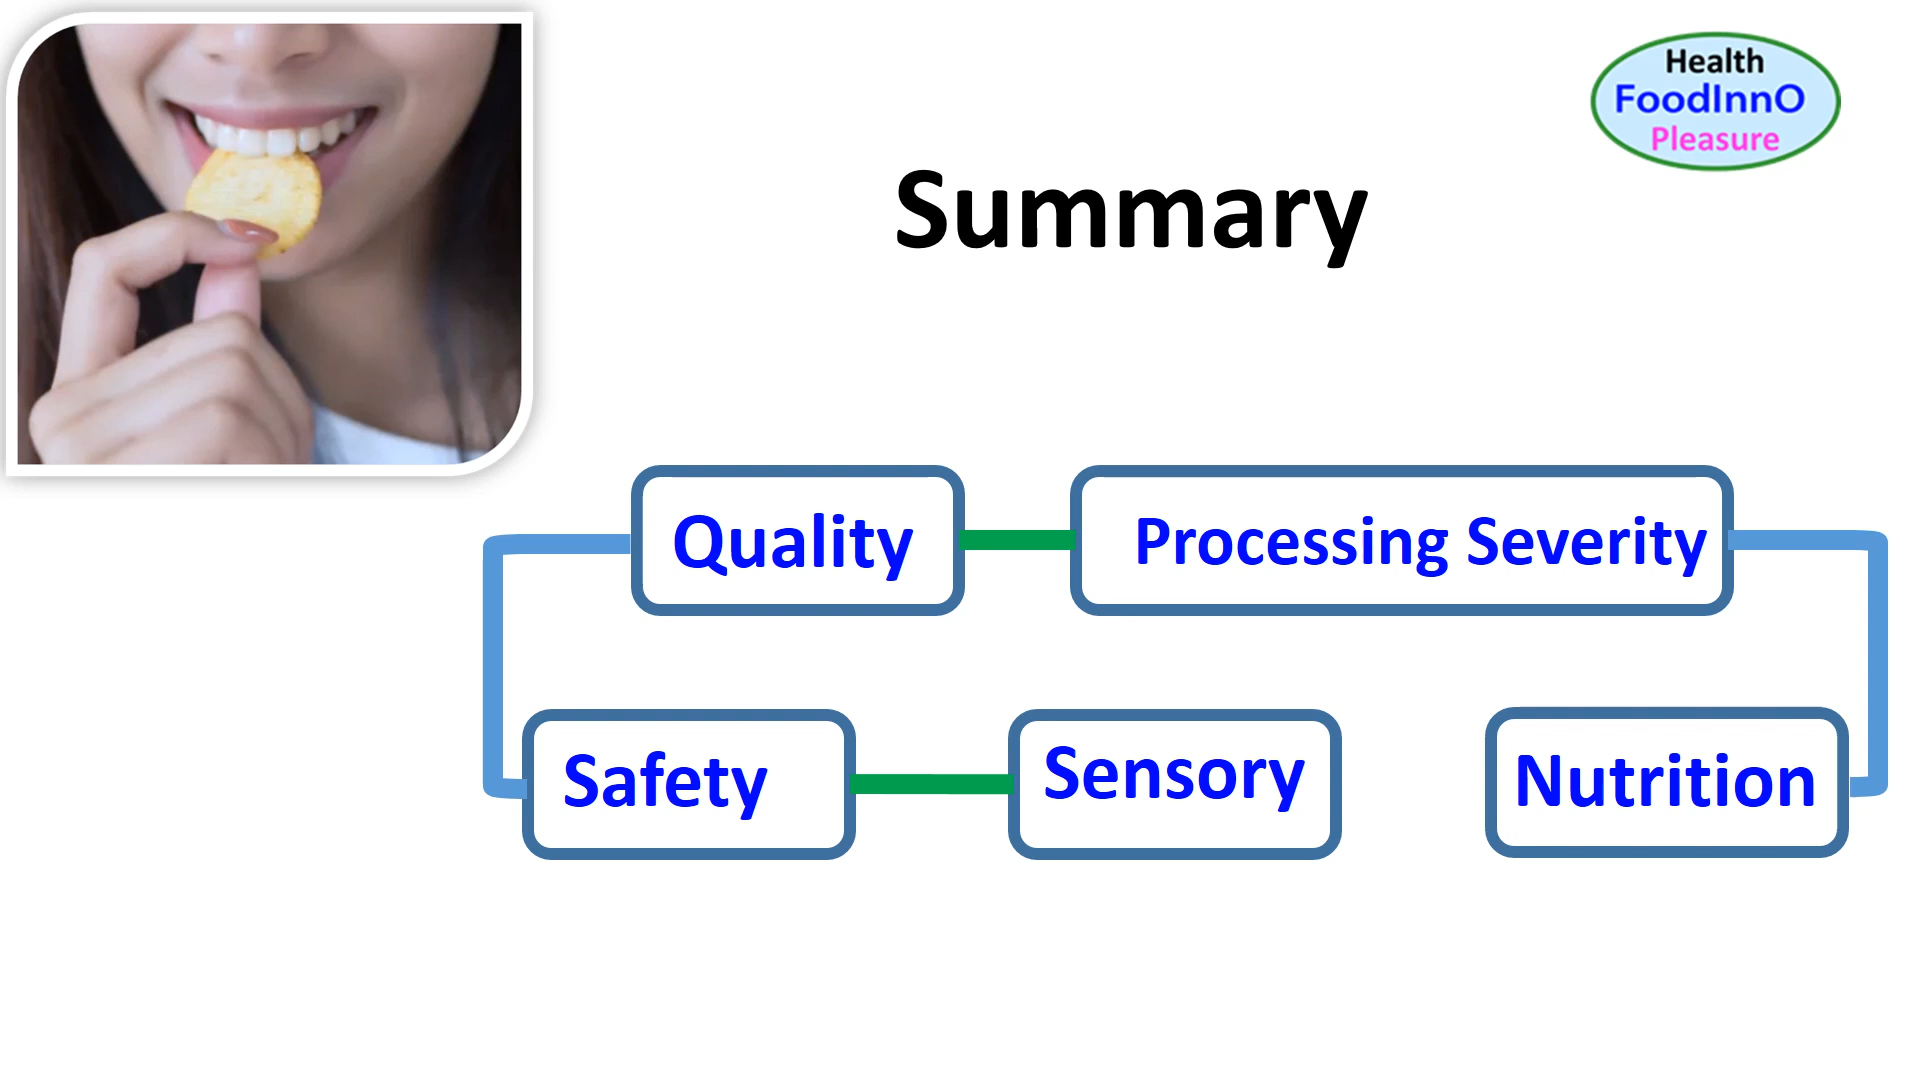 Health
FoodInnO
Pleasure
Summary
Quality
Processing Severity
Safety
Sensory
Nutrition